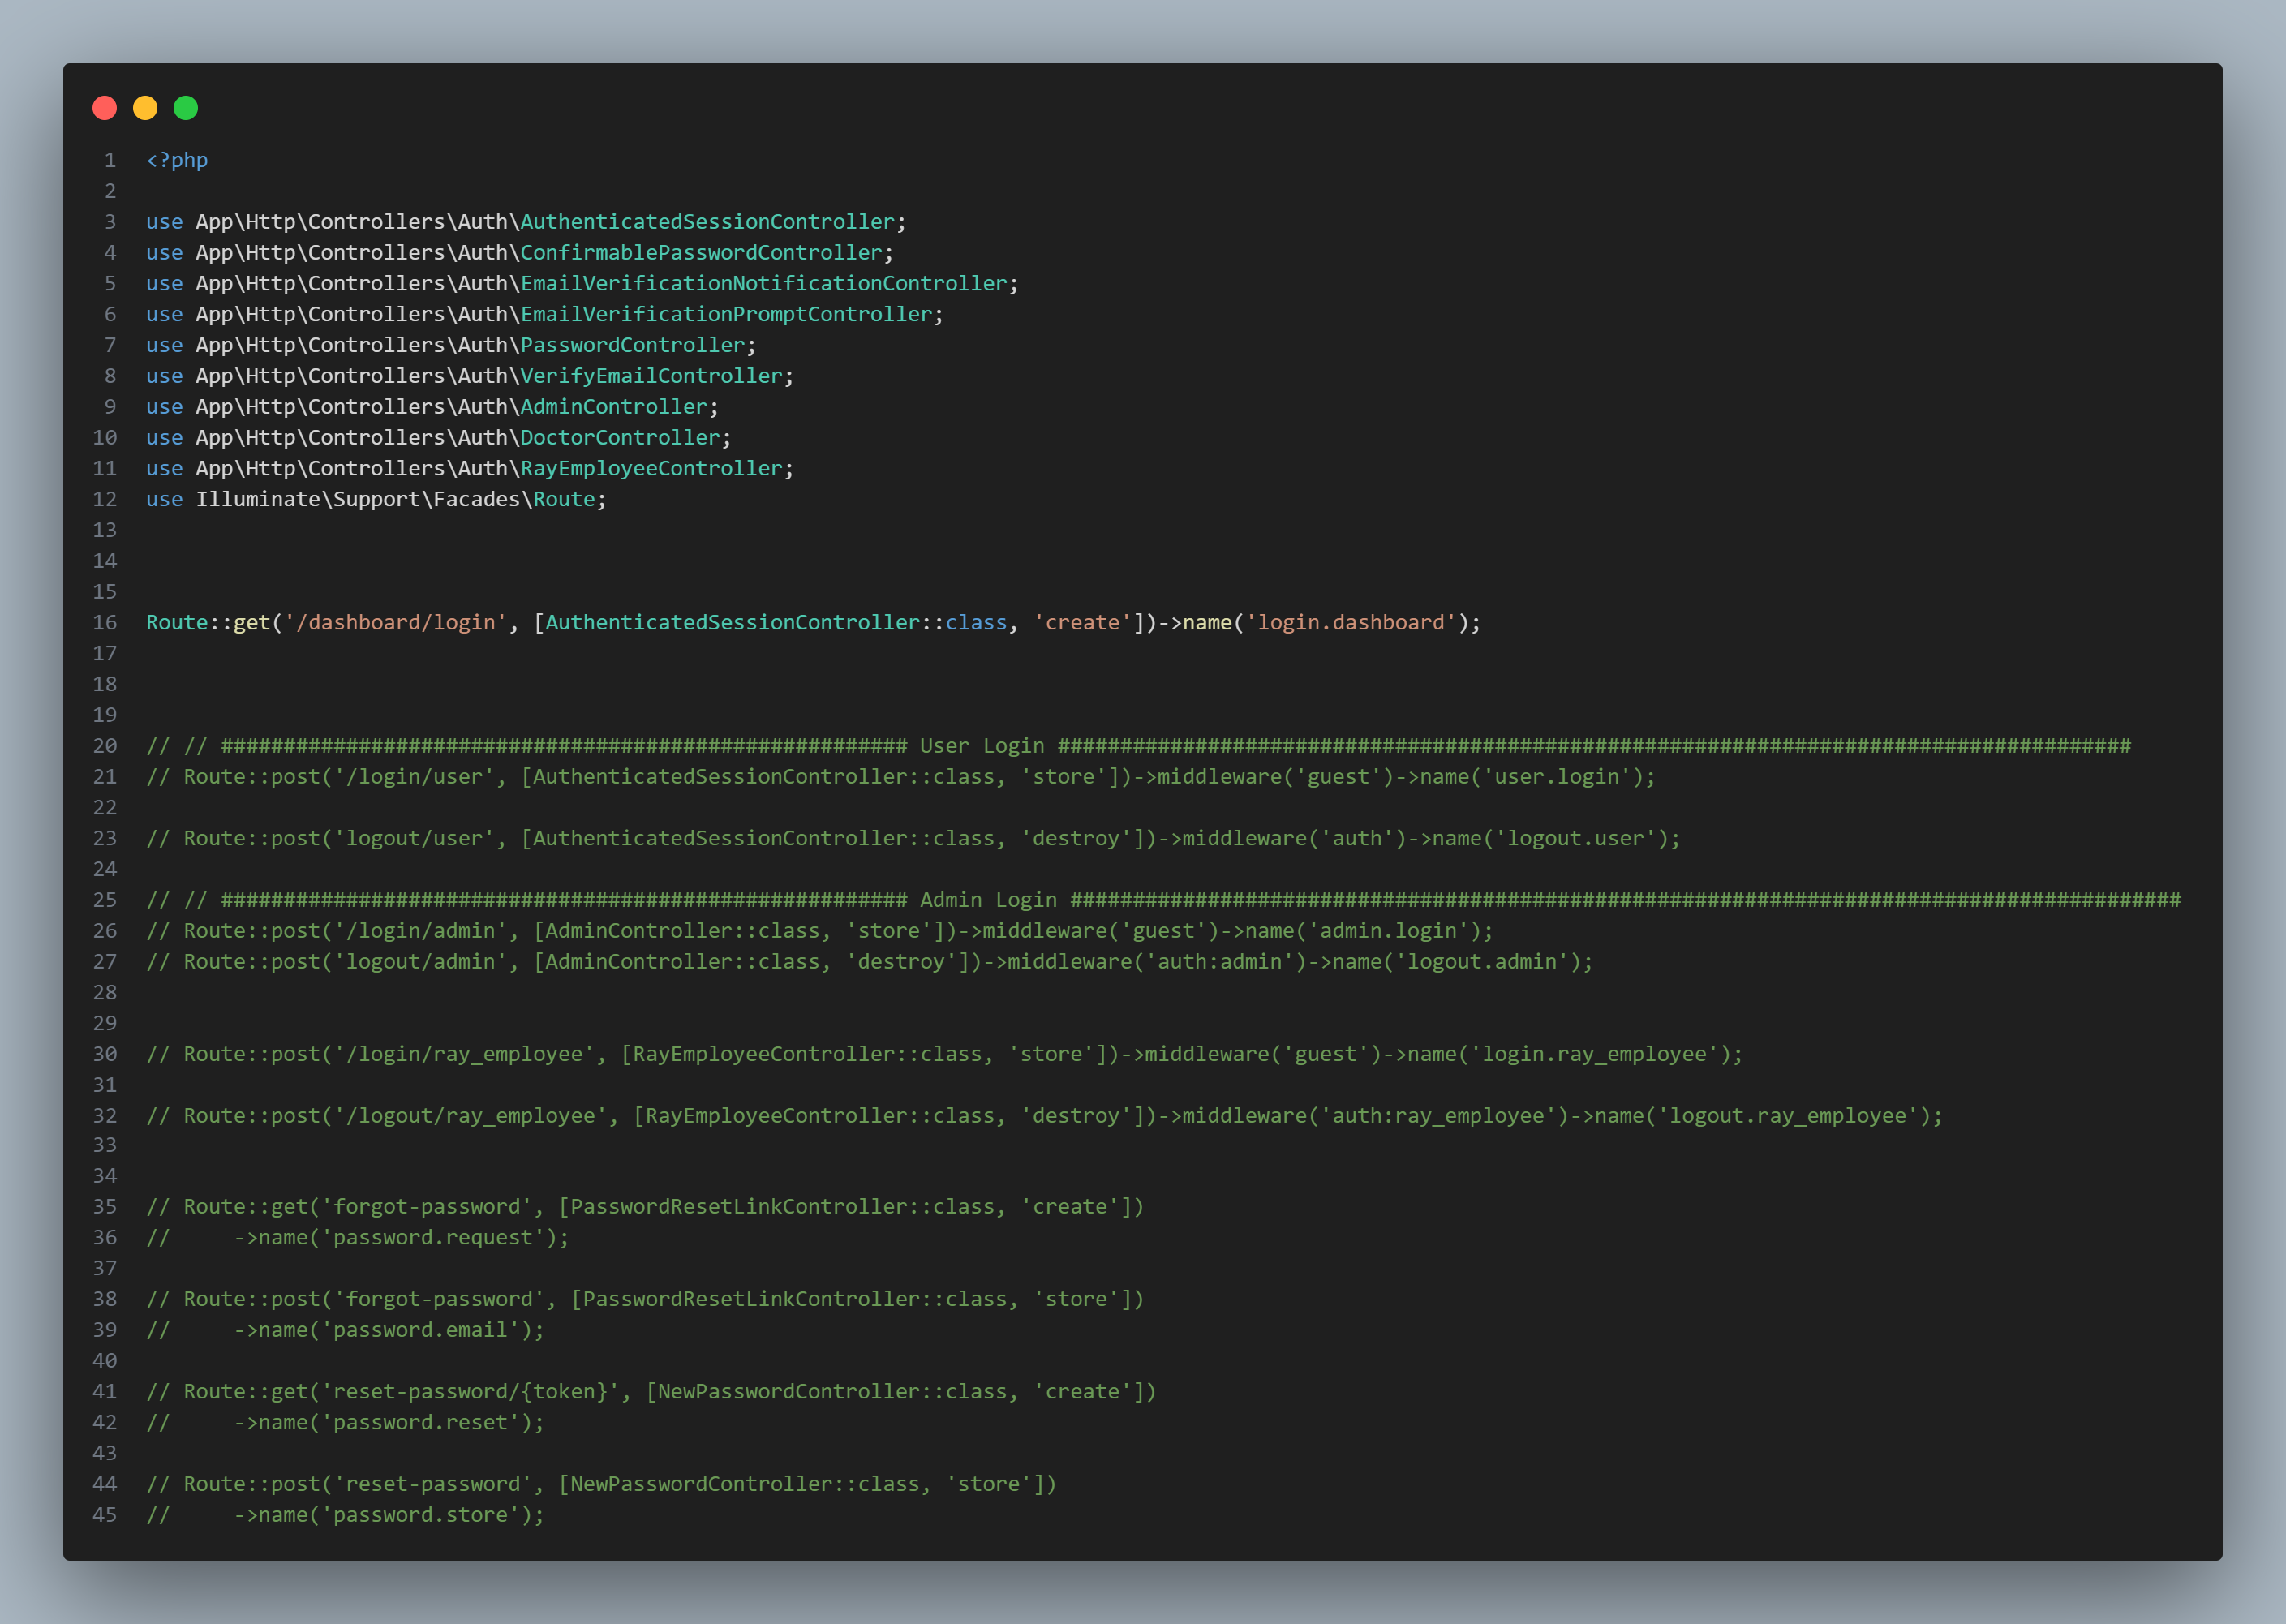 1 <?php
2
3 use App\Http\Controllers\Auth\AuthenticatedSessionController;
4 use App\Http\Controllers\Auth\ConfirmablePasswordController;
5 use App\Http\Controllers\Auth\EmailVerificationNotificationController;
6 use App\Http\Controllers\Auth\EmailVerificationPromptController;
7 use App\Http\Controllers\Auth\PasswordController;
8 use App\Http\Controllers\Auth\VerifyEmailController;
9 use App\Http\Controllers\Auth\AdminController;
10 use App\Http\Controllers\Auth\DoctorController;
11 use App\Http\Controllers\Auth\RayEmployeeController;
12 use Illuminate\Support\Facades\Route;
13
14
15
16 Route::get('/dashboard/login', [AuthenticatedSessionController::class, 'create'])->name('login.dashboard');
17
18
19
20 // // ####################################################### User Login ######################################################################################
21 // Route::post('/login/user', [AuthenticatedSessionController::class, 'store'])->middleware('guest')->name('user.login');
22
23 // Route::post('logout/user', [AuthenticatedSessionController::class, 'destroy'])->middleware('auth')->name('logout.user');
24
25 // // ####################################################### Admin Login #########################################################################################
26 // Route::post('/login/admin', [AdminController::class, 'store'])->middleware('guest')->name('admin.login');
27 // Route::post('logout/admin', [AdminController::class, 'destroy'])->middleware('auth:admin')->name('logout.admin');
28
29
30 // Route::post('/login/ray_employee', [RayEmployeeController::class, 'store'])->middleware('guest')->name('login.ray_employee');
31
32 // Route::post('/logout/ray_employee', [RayEmployeeController::class, 'destroy'])->middleware('auth:ray_employee')->name('logout.ray_employee');
33
34
35 // Route::get('forgot-password', [PasswordResetLinkController::class, 'create'])
36 //     ->name('password.request');
37
38 // Route::post('forgot-password', [PasswordResetLinkController::class, 'store'])
39 //     ->name('password.email');
40
41 // Route::get('reset-password/{token}', [NewPasswordController::class, 'create'])
42 //     ->name('password.reset');
43
44 // Route::post('reset-password', [NewPasswordController::class, 'store'])
45 //     ->name('password.store');